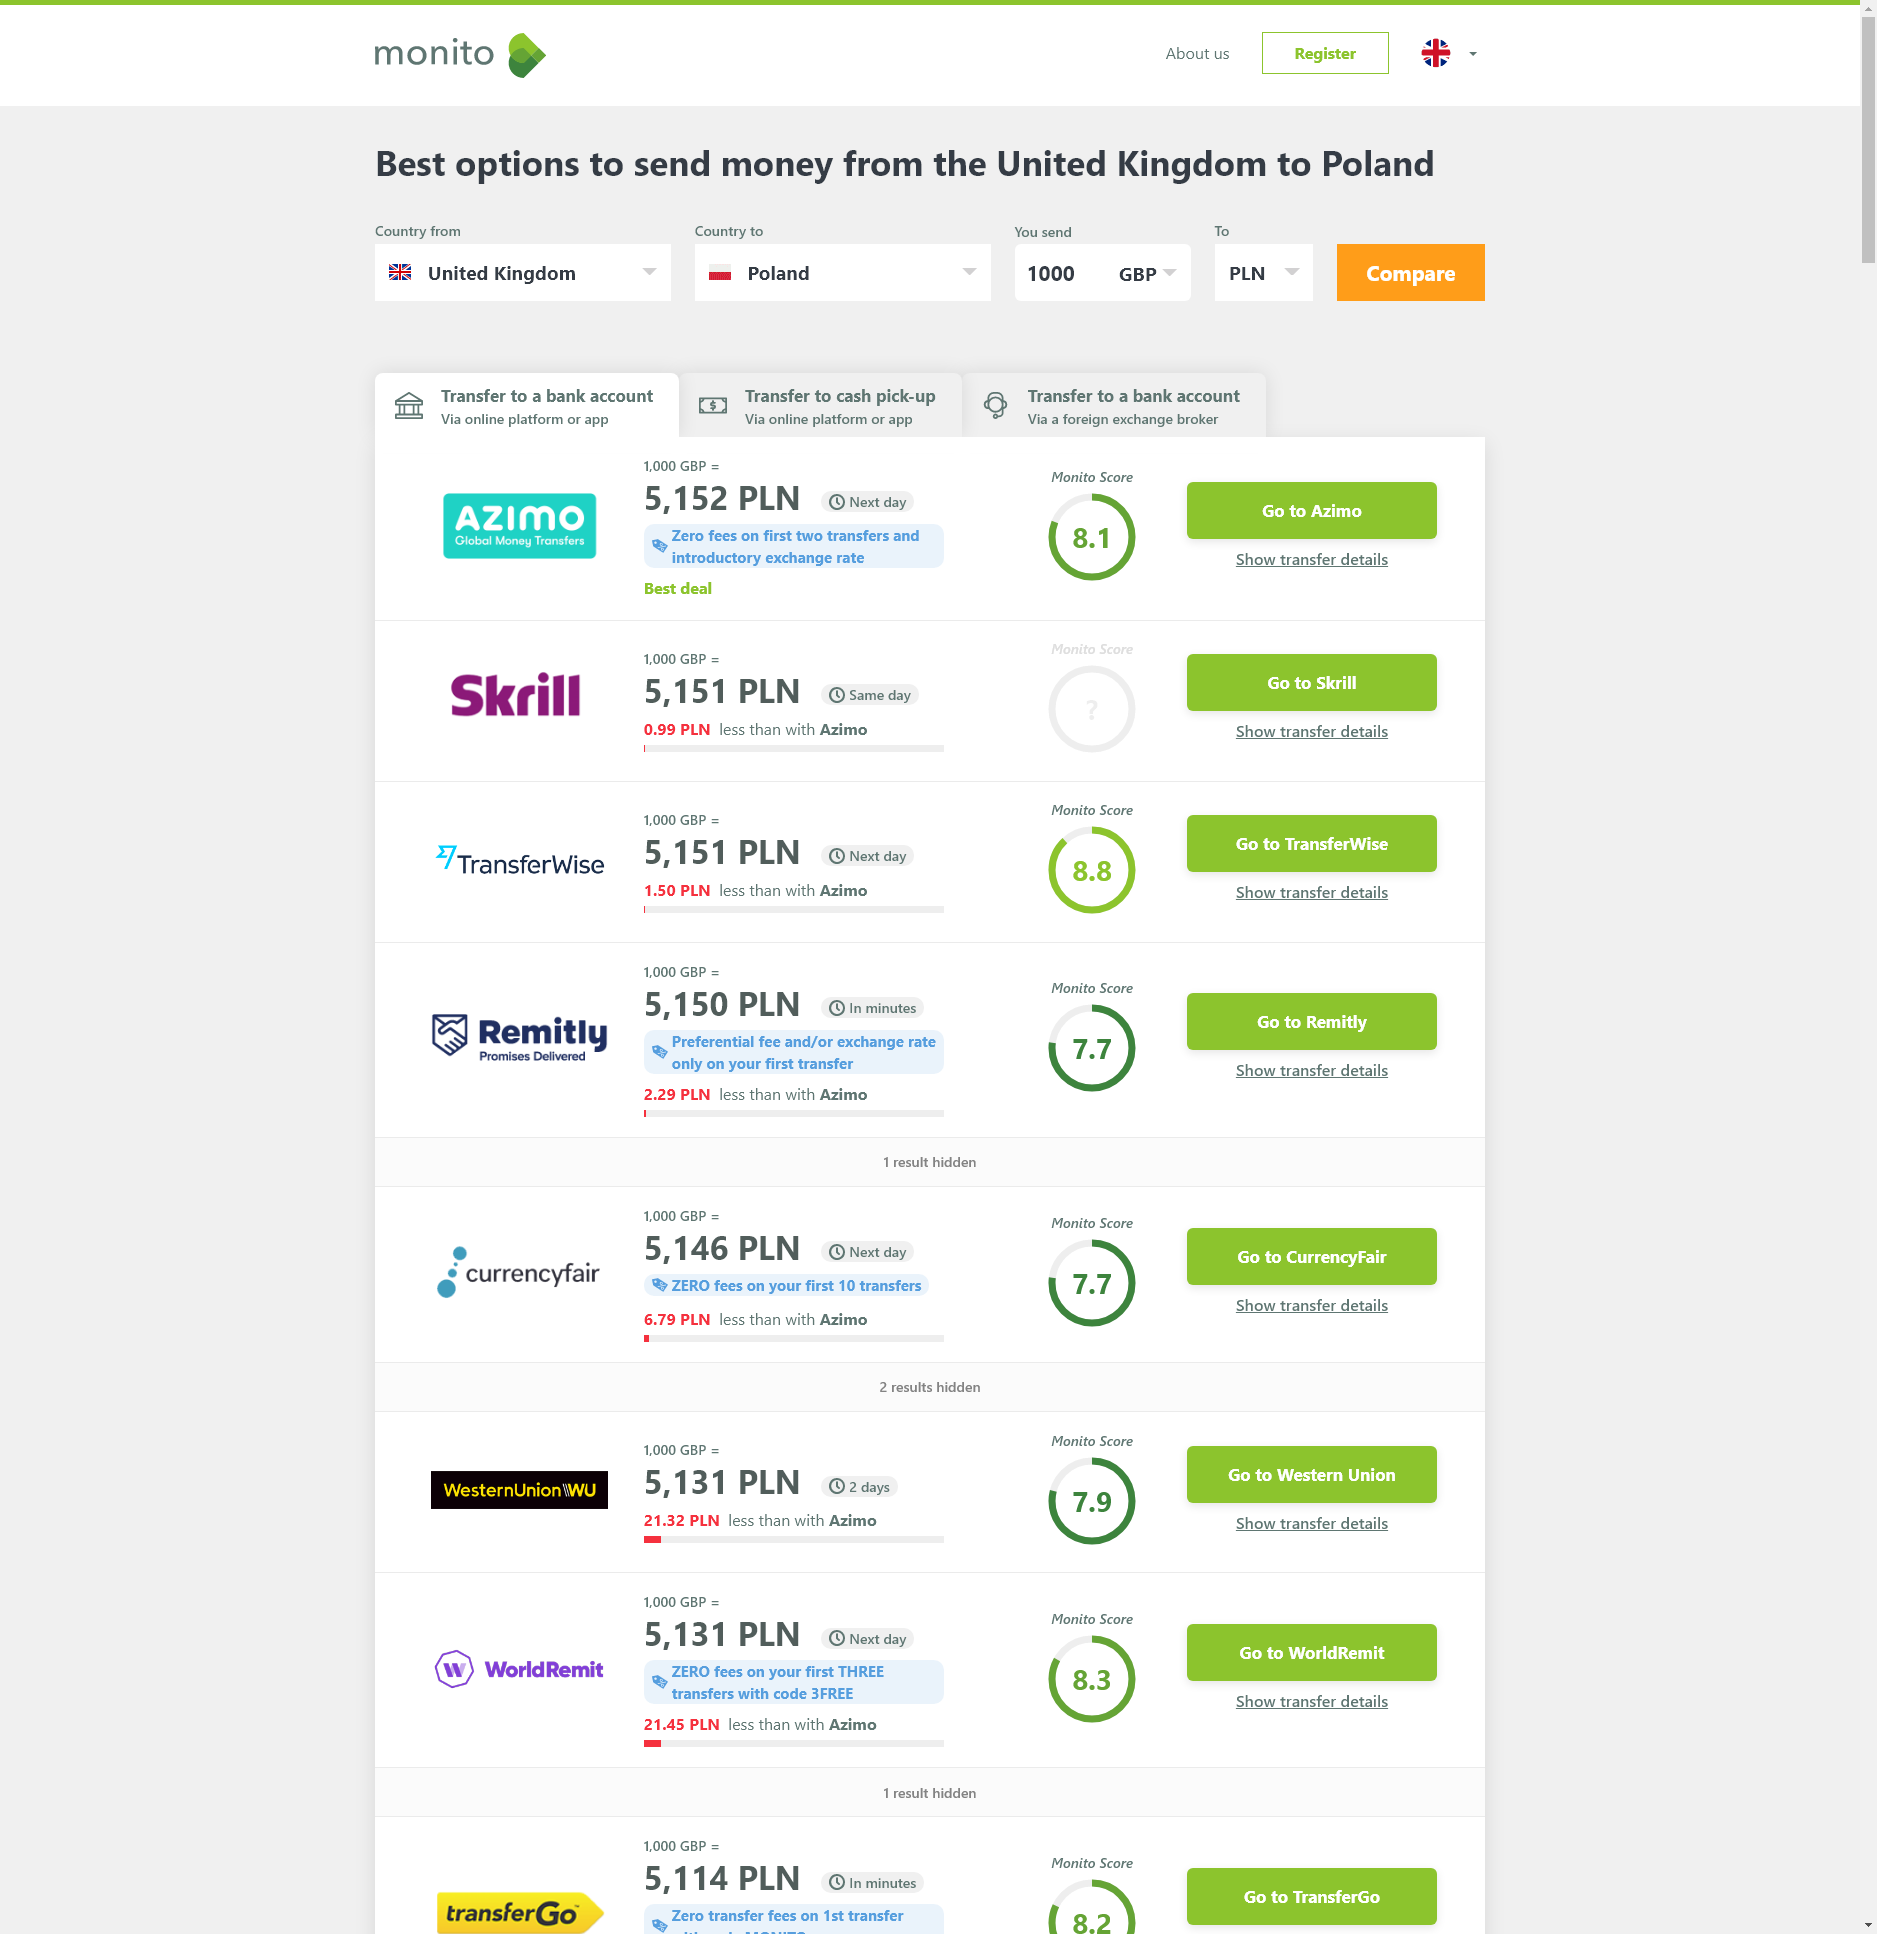 monito
About us
Register
Best options to send money from the United Kingdom to Poland
Country from
Country to
You send
To
United Kingdom
Poland
1000
GBP
PLN
Compare
Transfer to a bank account
Via online platform or app
Transfer to cash pick-up
Via online platform or app
Transfer to a bank account
Via a foreign exchange broker
AZIMO
Global Money Transfers
1,000 GBP =
5,152 PLN
Next day
Zero fees on first two transfers and
introductory exchange rate
Best deal
Monito Score
8.1
Go to Azimo
Show transfer details
Skrill
1,000 GBP =
5,151 PLN
Same day
0.99 PLN less than with Azimo
Monito Score
?
Go to Skrill
Show transfer details
TransferWise
1,000 GBP =
5,151 PLN
Next day
1.50 PLN less than with Azimo
Monito Score
8.8
Go to TransferWise
Show transfer details
Remitly
Promises Delivered
1,000 GBP =
5,150 PLN
In minutes
Preferential fee and/or exchange rate
only on your first transfer
2.29 PLN less than with Azimo
Monito Score
7.7
Go to Remitly
Show transfer details
1 result hidden
currencyfair
1,000 GBP =
5,146 PLN
Next day
ZERO fees on your first 10 transfers
6.79 PLN less than with Azimo
Monito Score
7.7
Go to CurrencyFair
Show transfer details
2 results hidden
WesternUnion WU
1,000 GBP =
5,131 PLN
2 days
21.32 PLN less than with Azimo
Monito Score
7.9
Go to Western Union
Show transfer details
W WorldRemit
1,000 GBP =
5,131 PLN
Next day
ZERO fees on your first THREE
transfers with code 3FREE
21.45 PLN less than with Azimo
Monito Score
8.3
Go to WorldRemit
Show transfer details
1 result hidden
transferGo
1,000 GBP =
5,114 PLN
In minutes
Zero transfer fees on 1st transfer
Monito Score
8.2
Go to TransferGo